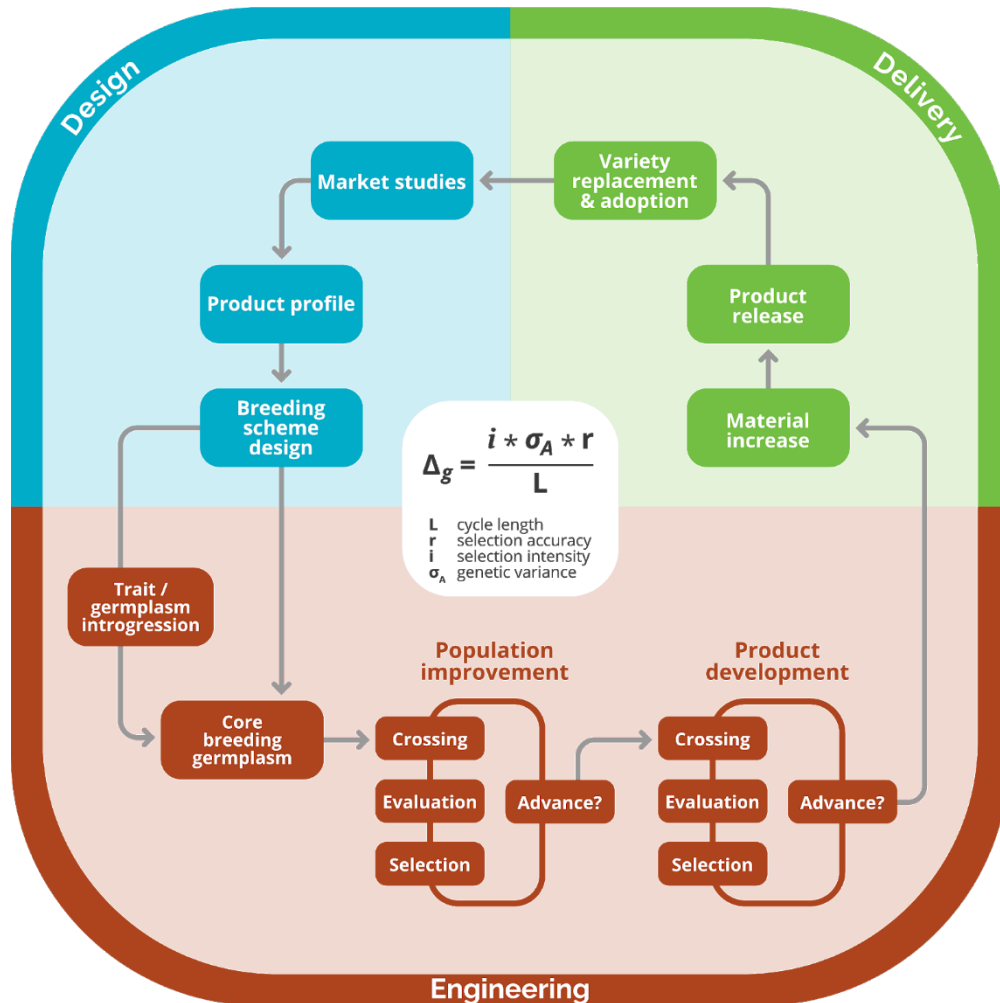 Design
Delivery
Market studies
Variety
replacement
& adoption
Product profile
Product
release
Breeding
scheme
design
Material
increase
Δg = i * σA * r
L
L cycle length
r selection accuracy
i selection intensity
σA genetic variance
Trait /
germplasm
introgression
Core
breeding
germplasm
Population
improvement
Crossing
Evaluation
Selection
Advance?
Product
development
Crossing
Evaluation
Selection
Advance?
Engineering